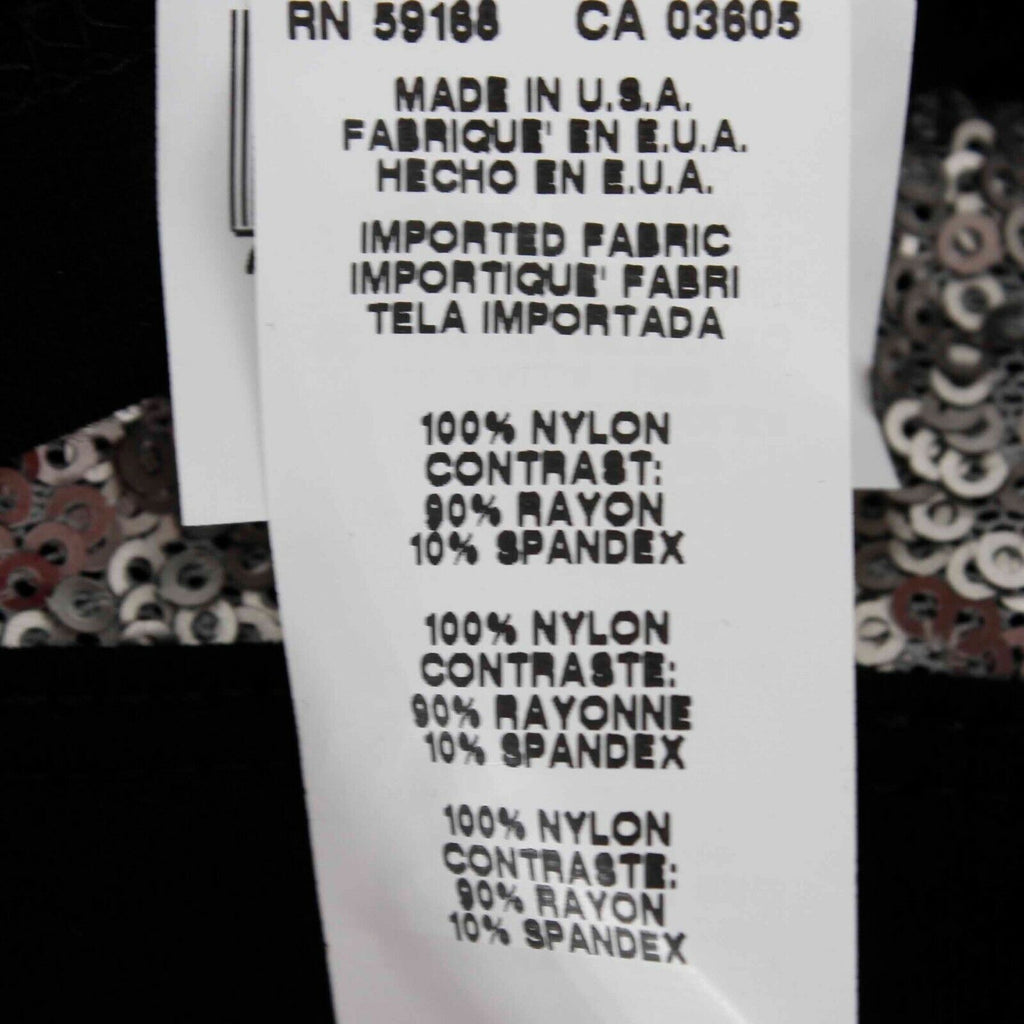 RN 59188 CA 03605
MADE IN U.S.A.
FABRIQUE' EN E.U.A.
HECHO EN E.U.A.
IMPORTED FABRIC
IMPORTIQUE' FABRI
TELA IMPORTADA
100% NYLON
CONTRAST:
90% RAYON
10% SPANDEX
100% NYLON
CONTRASTE:
90% RAYONNE
10% SPANDEX
100% NYLON
CONTRASTE:
90% RAYON
10% SPANDEX